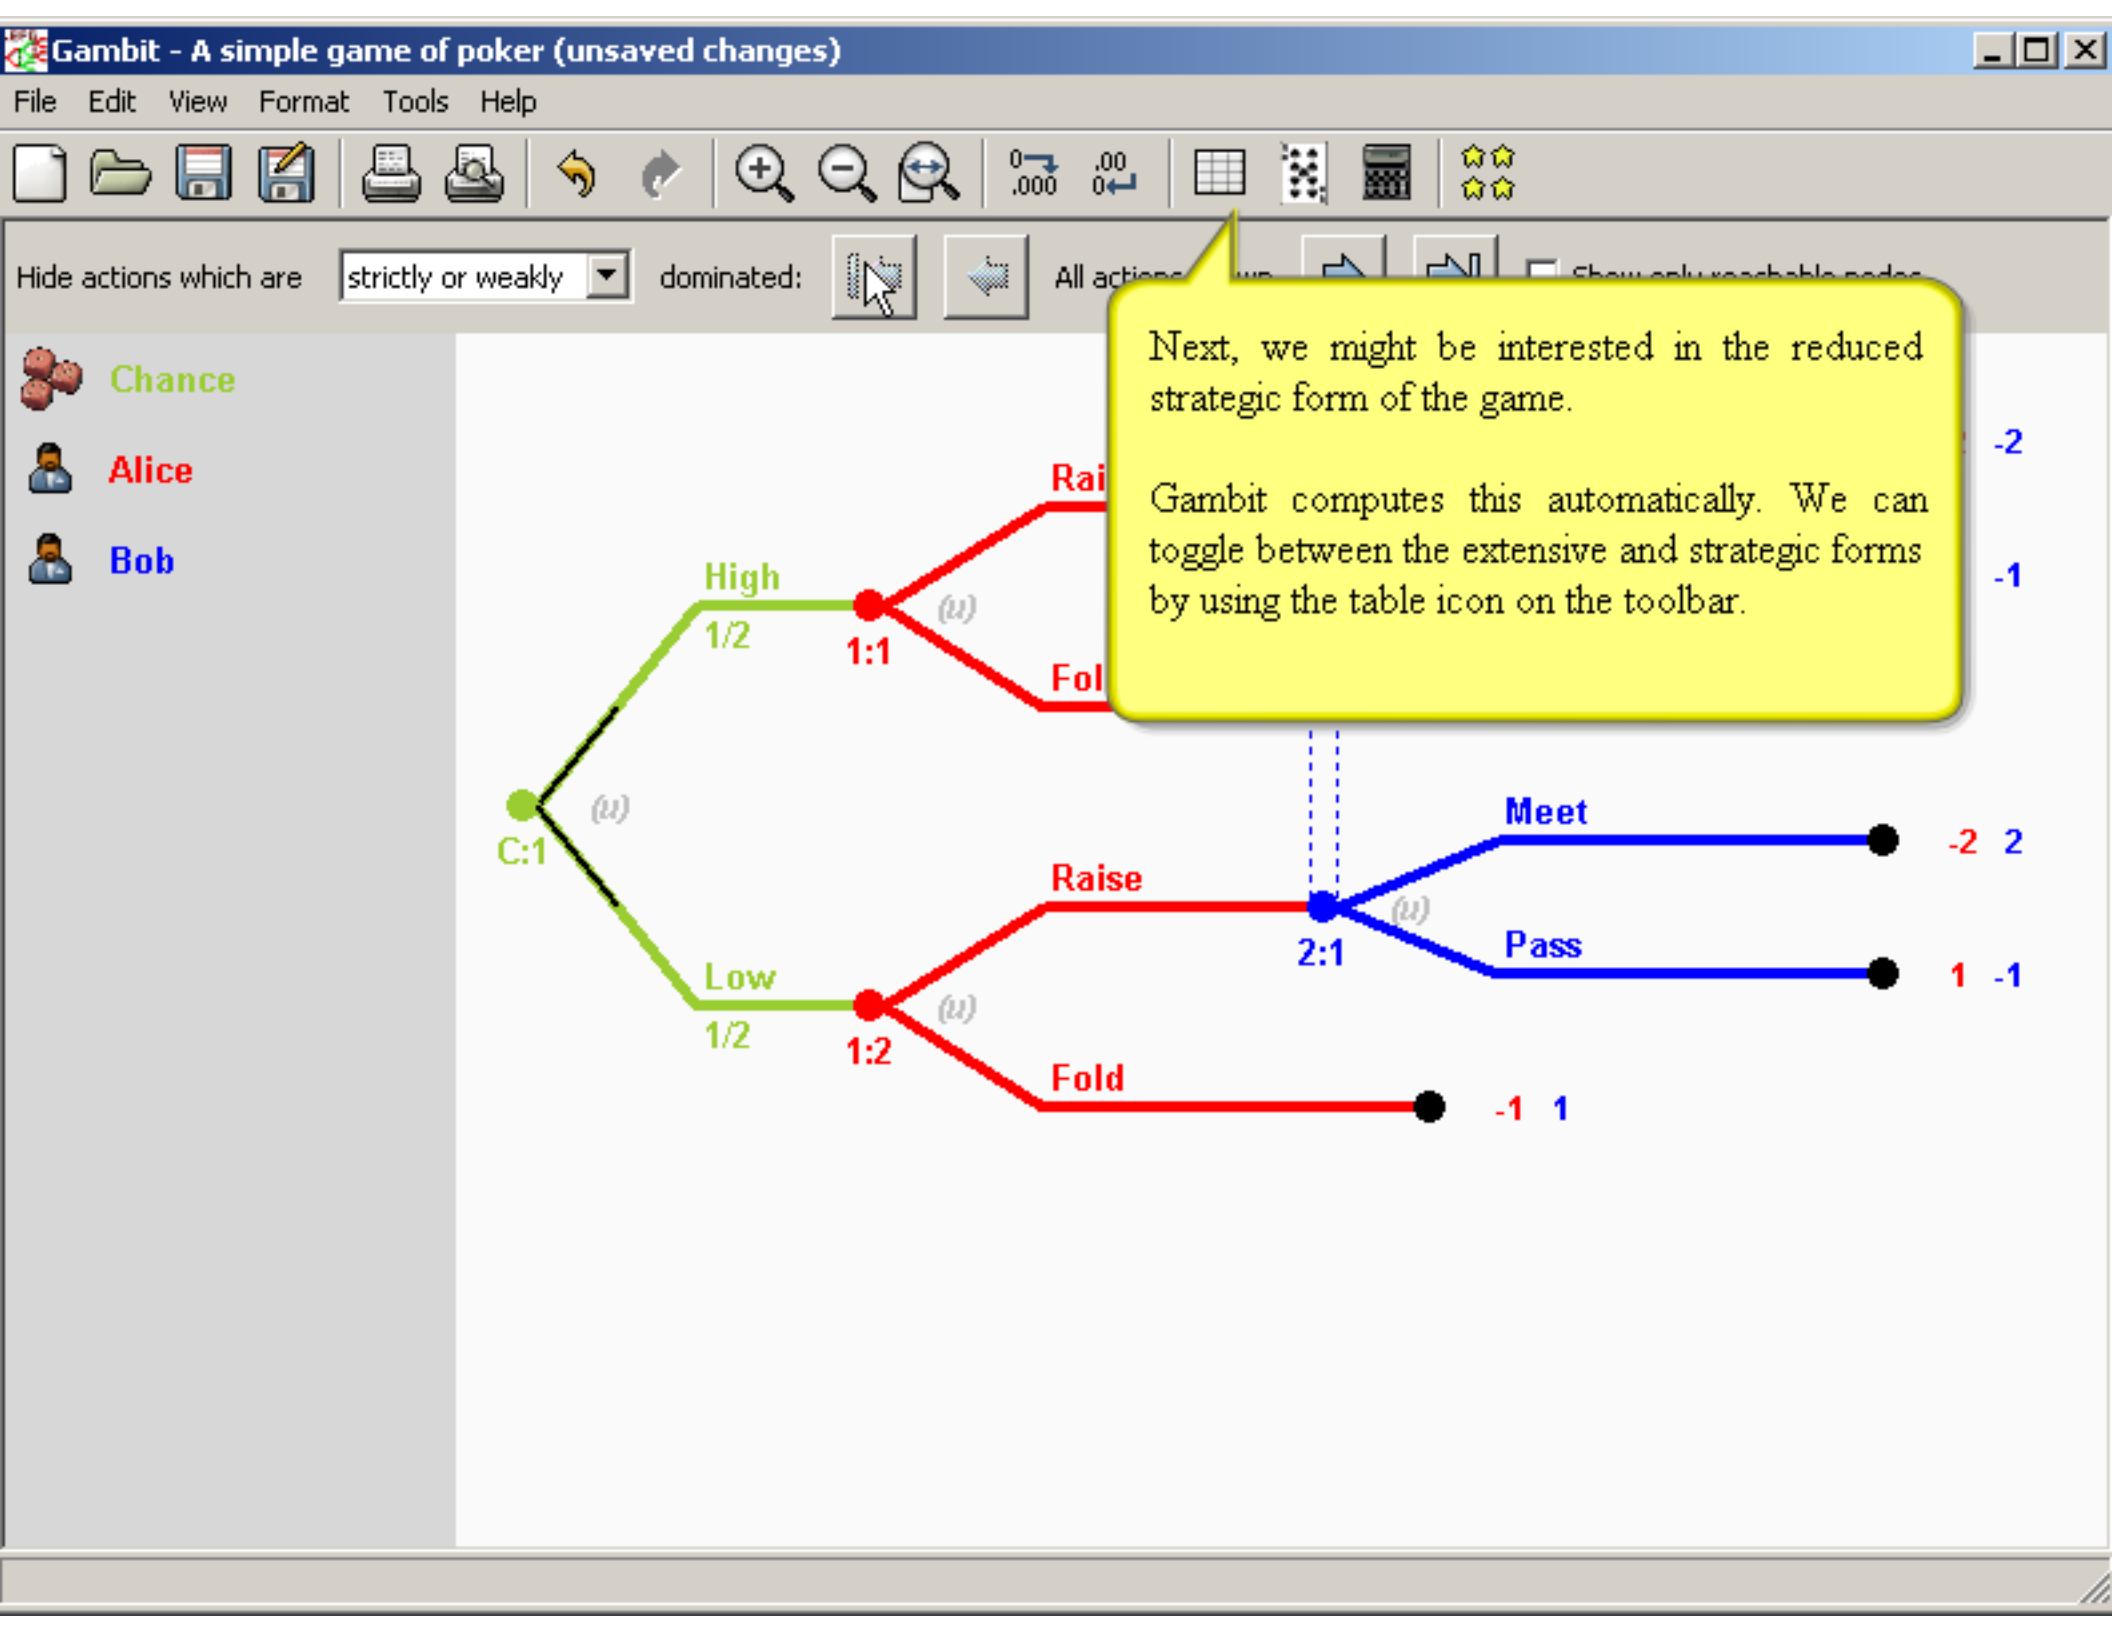 Gambit - A simple game of poker (unsaved changes)
File Edit View Format Tools Help
0 .000 .00 0
Hide actions which are strictly or weakly dominated: All
Chance
Alice
Bob
Next, we might be interested in the reduced
strategic form of the game.
Gambit computes this automatically. We can
toggle between the extensive and strategic forms
by using the table icon on the toolbar.
-2
Rai
High
1/2
(u)
1:1
-1
Fol
C:1
(u)
Meet
-2 2
Raise
(u)
2:1
Pass
1 -1
Low
1/2
(u)
1:2
Fold
-1 1